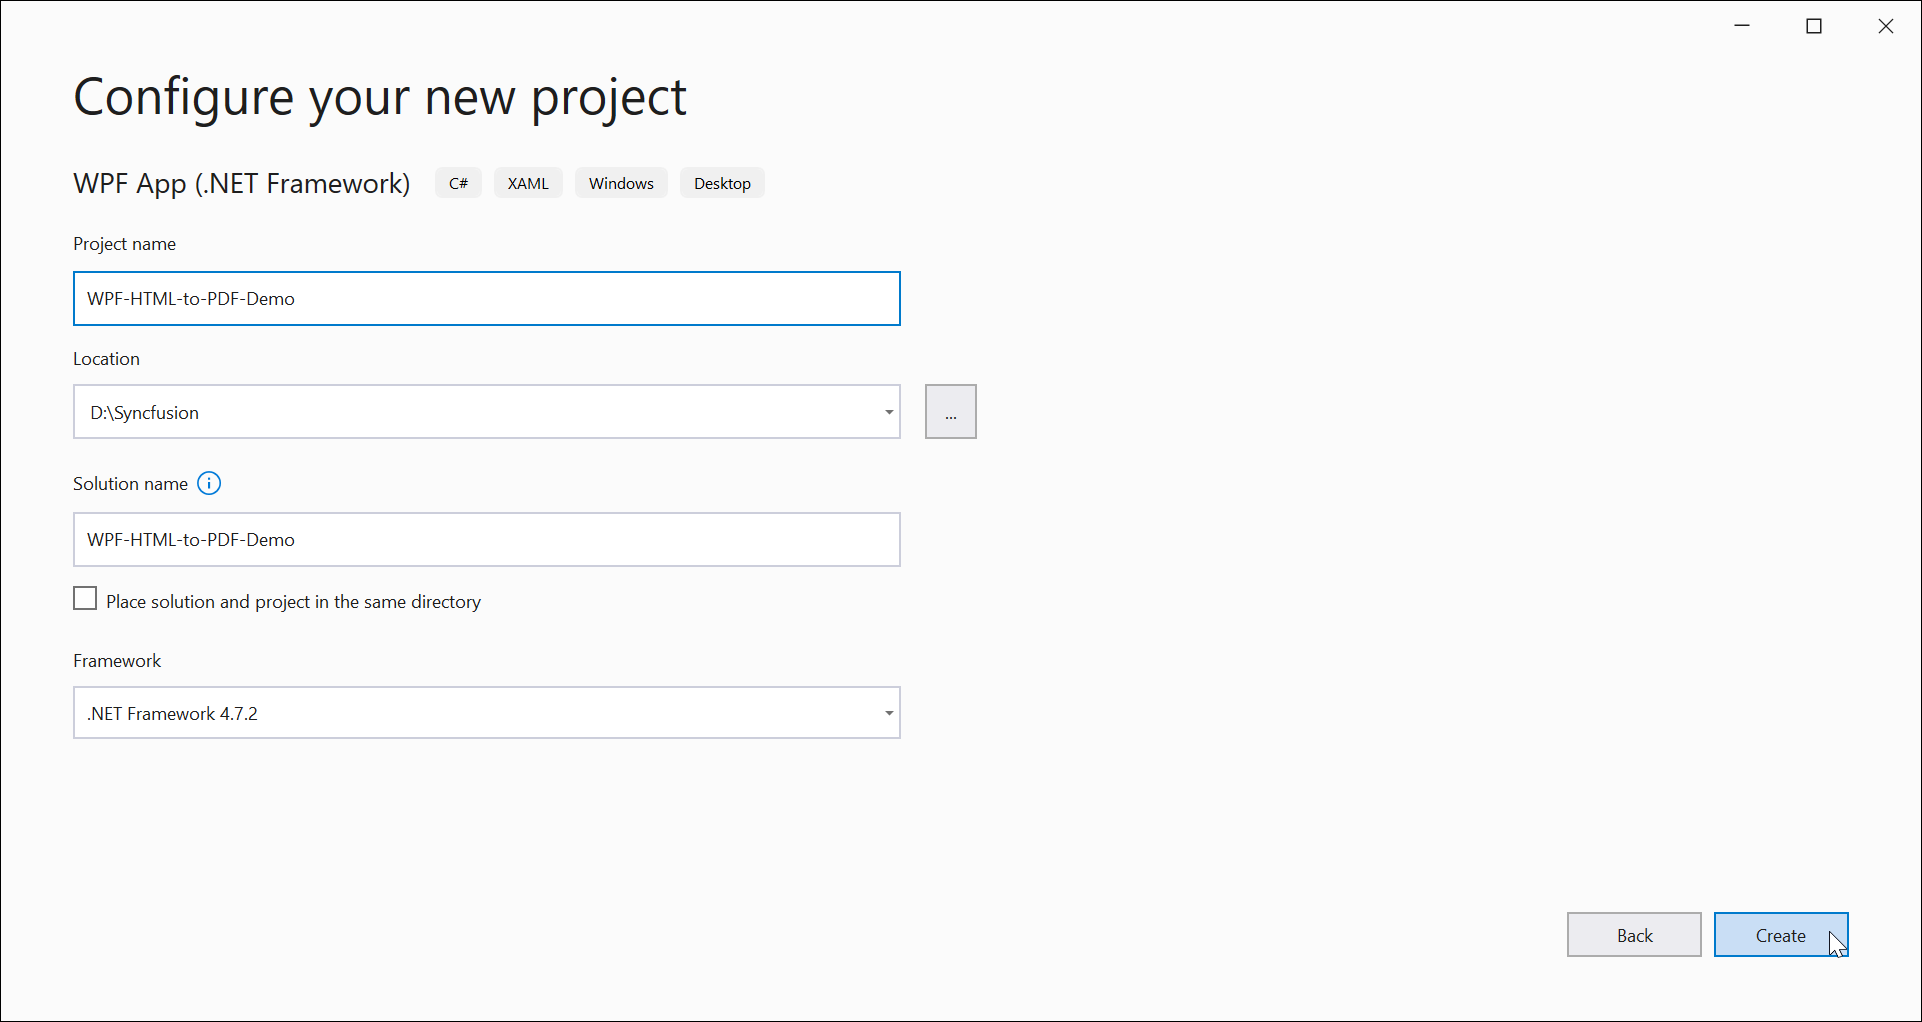 Configure your new project
WPF App (.NET Framework) C# XAML Windows Desktop
Project name
WPF-HTML-to-PDF-Demo
Location
D:\Syncfusion
...
Solution name
WPF-HTML-to-PDF-Demo
Place solution and project in the same directory
Framework
.NET Framework 4.7.2
Back Create